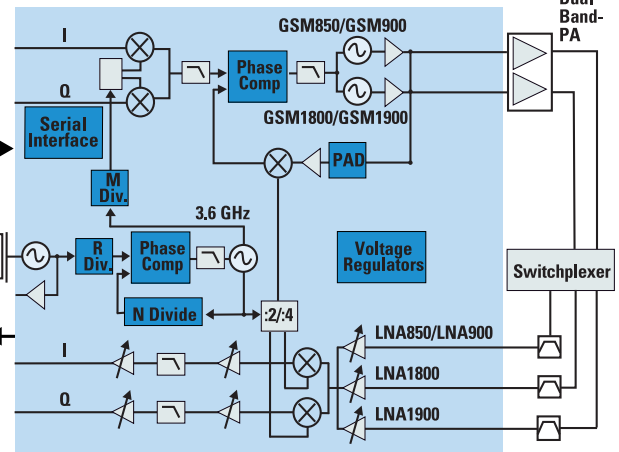 Dual
Band-
PA
GSM850/GSM900
I
Phase
Comp
Q
GSM1800/GSM1900
Serial
Interface
PAD
M
Div.
3.6 GHz
R
Div.
Phase
Comp
Voltage
Regulators
Switchplexer
N Divide
:2/:4
LNA850/LNA900
I
LNA1800
Q
LNA1900